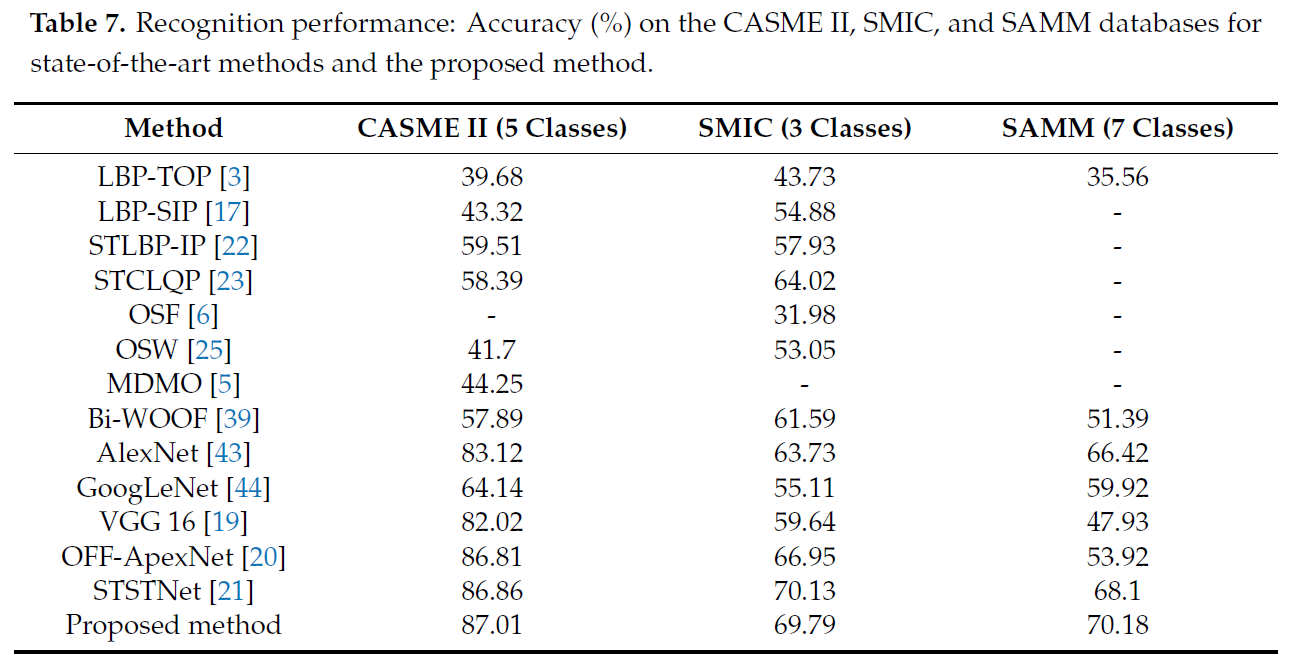 Table 7. Recognition performance: Accuracy (%) on the CASME II, SMIC, and SAMM databases for
state-of-the-art methods and the proposed method.
Method CASME II (5 Classes) SMIC (3 Classes) SAMM (7 Classes)
LBP-TOP [3] 39.68 43.73 35.56
LBP-SIP [17] 43.32 54.88 -
STLBP-IP [22] 59.51 57.93 -
STCLQP [23] 58.39 64.02 -
OSF [6] - 31.98 -
OSW [25] 41.7 53.05 -
MDMO [5] 44.25 - -
Bi-WOOF [39] 57.89 61.59 51.39
AlexNet [43] 83.12 63.73 66.42
GoogLeNet [44] 64.14 55.11 59.92
VGG 16 [19] 82.02 59.64 47.93
OFF-ApexNet [20] 86.81 66.95 53.92
STSTNet [21] 86.86 70.13 68.1
Proposed method 87.01 69.79 70.18